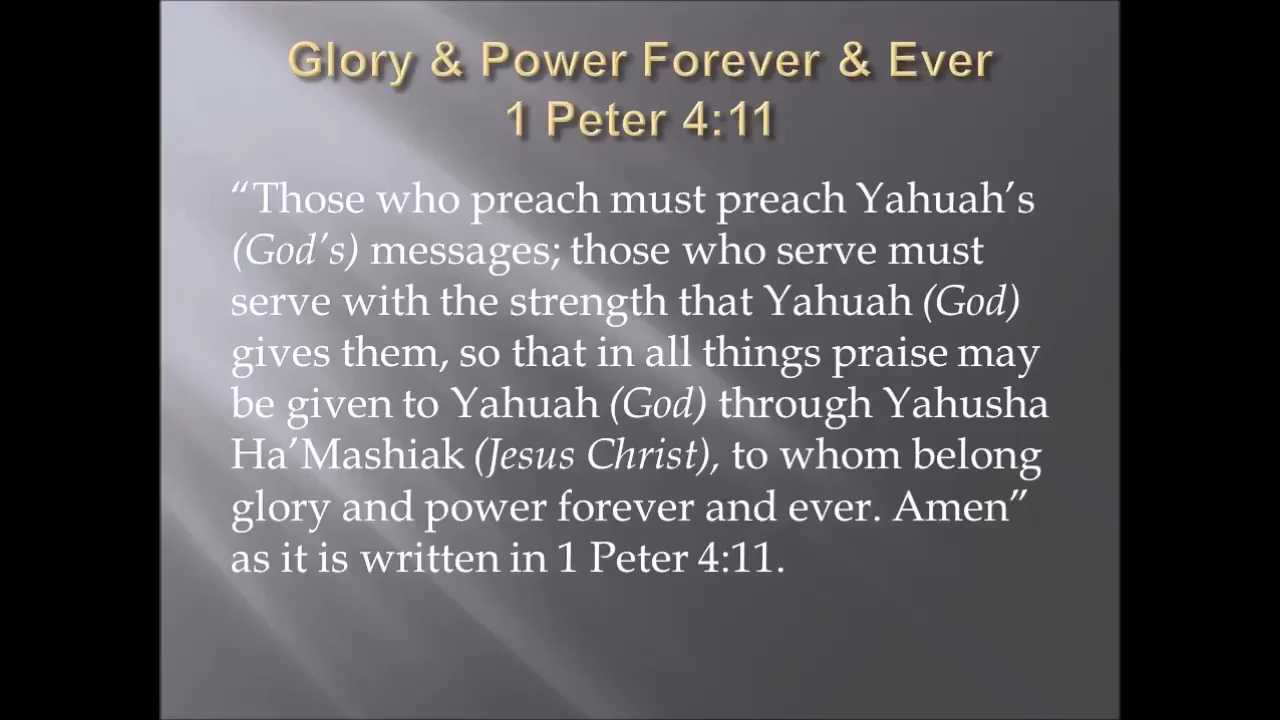 Glory & Power Forever & Ever
1 Peter 4:11
“Those who preach must preach Yahuah’s
(God’s) messages; those who serve must
serve with the strength that Yahuah (God)
gives them, so that in all things praise may
be given to Yahuah (God) through Yahusha
Ha’Mashiak (Jesus Christ), to whom belong
glory and power forever and ever. Amen”
as it is written in 1 Peter 4:11.